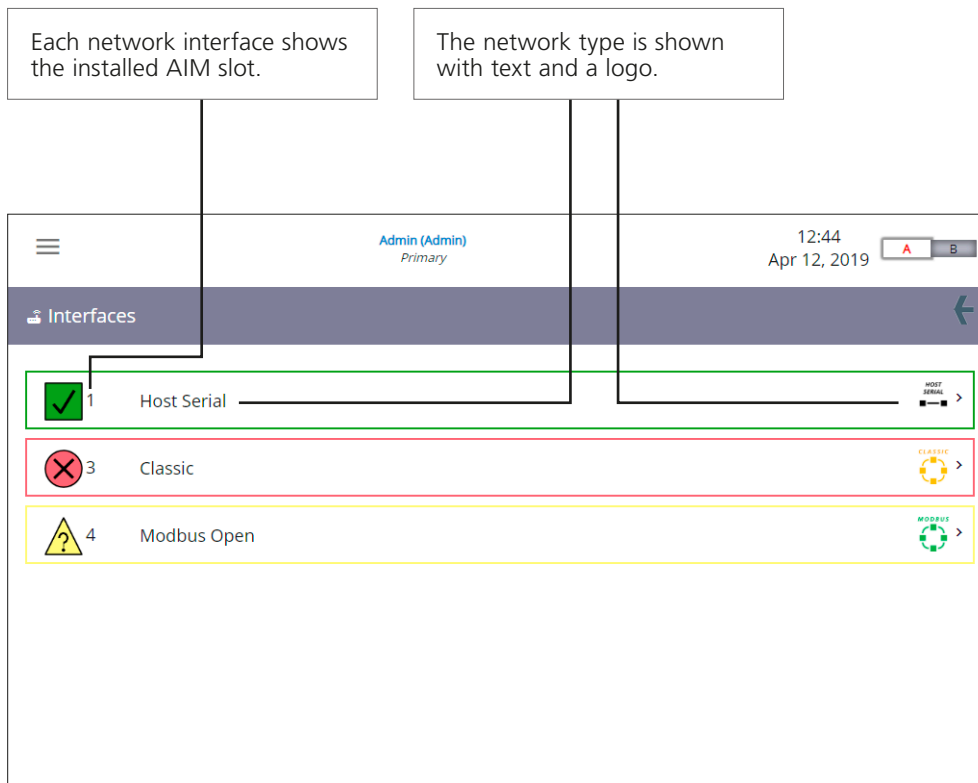 Each network interface shows
the installed AIM slot.
The network type is shown
with text and a logo.
Admin (Admin)
Primary
12:44
Apr 12, 2019
A B
Interfaces
1 Host Serial HOST SERIAL
3 Classic CLASSIC
? 4 Modbus Open MODBUS